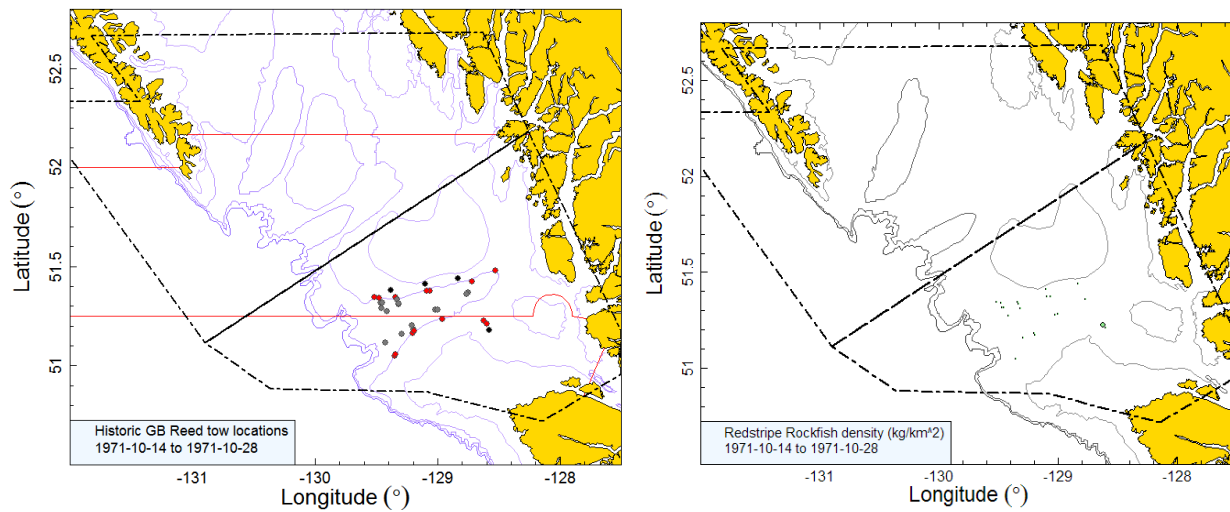 52.5
52
51.5
51
Latitude (°)
Historic GB Reed tow locations
1971-10-14 to 1971-10-28
-131
-130
-129
-128
Longitude (°)
52.5
52
51.5
51
Latitude (°)
Redstripe Rockfish density (kg/km^2)
1971-10-14 to 1971-10-28
-131
-130
-129
-128
Longitude (°)